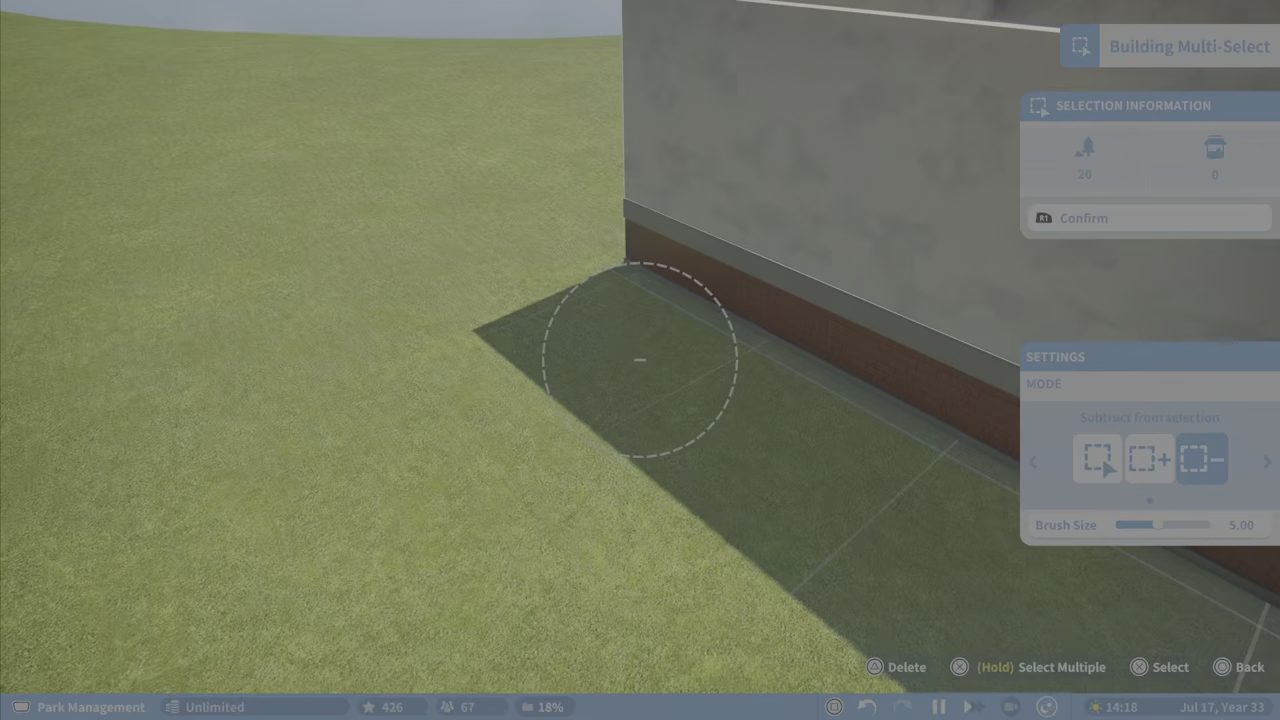 Building Multi-Select
SELECTION INFORMATION
20
0
R1 Confirm
SETTINGS
MODE
Subtract from selection
Brush Size 5.00
Delete (Hold) Select Multiple Select Back
Park Management Unlimited 426 67 18% 14:18 Jul 17, Year 33